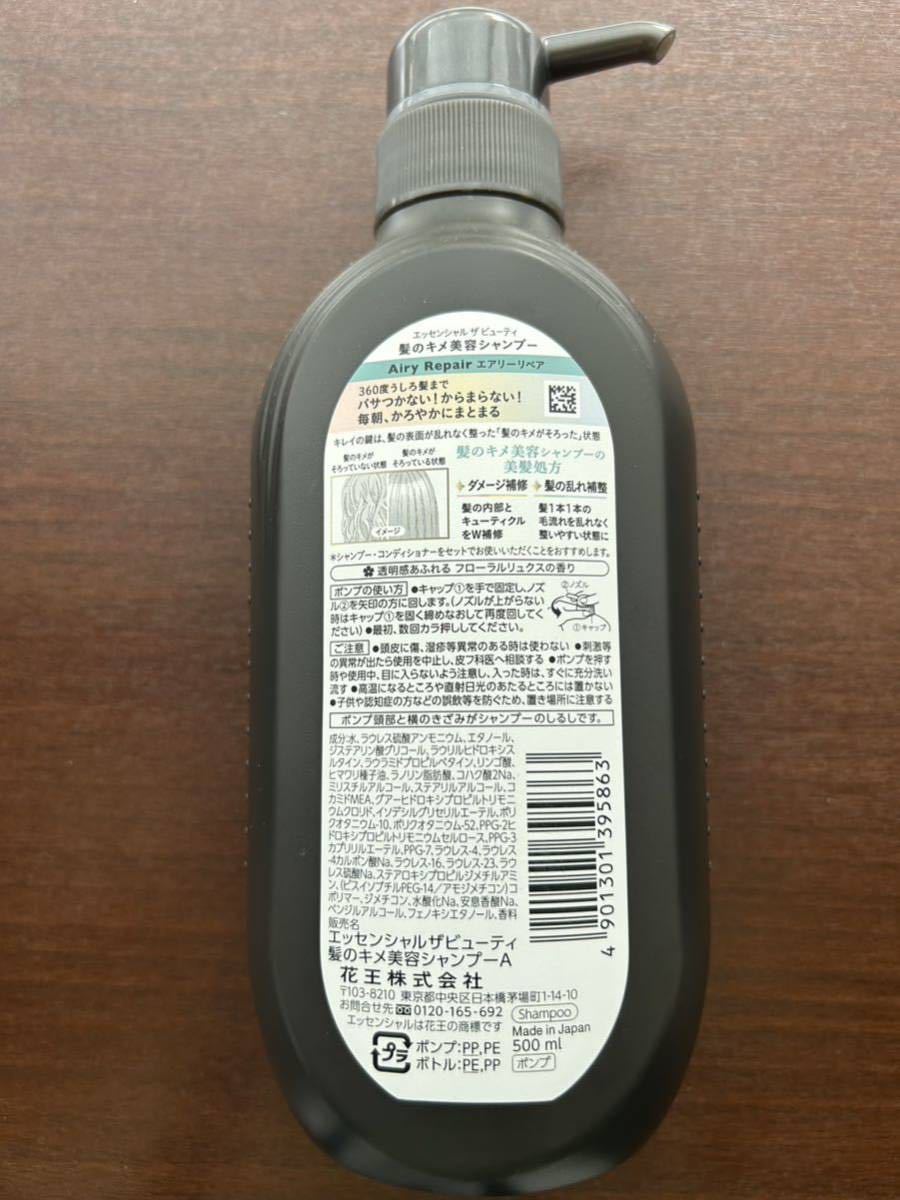 エッセンシャル ザ ビューティ
髪のキメ美容シャンプー
Airy Repair エアリーリペア
360度うしろ髪まで
パサつかない!からまらない!
毎朝、かろやかにまとまる
キレイの鍵は、髪の表面が乱れなく整った「髪のキメがそろった」状態
髪のキメが
そろっていない状態
髪のキメが
そろっている状態
イメージ
髪のキメ美容シャンプーの
美髪処方
ダメージ補修
髪の内部と
キューティクル
をW補修
髪の乱れ補整
髪1本1本の
毛流れを乱れなく
整いやすい状態に
*シャンプー・コンディショナーをセットでお使いいただくことをおすすめします。
透明感あふれる フローラルリュクスの香り
ポンプの使い方 ●キャップ①を手で固定し、ノズ
ル②を矢印の方に回します。(ノズルが上がらない
時はキャップ①を固く締めなおして再度回してく
ださい) ●最初、数回カラ押ししてください。
②ノズル
①キャップ
ご注意 ●頭皮に傷、湿疹等異常のある時は使わない ●刺激等
の異常が出たら使用を中止し、皮フ科医へ相談する ●ポンプを押す
時や使用中、目に入らないよう注意し、入った時は、すぐに充分洗い
流す ●高温になるところや直射日光のあたるところには置かない
●子供や認知症の方などの誤飲等を防ぐため、置き場所に注意する
ポンプ頭部と横のきざみがシャンプーのしるしです。
成分:水、ラウレス硫酸アンモニウム、エタノール、
ジステアリン酸グリコール、ラウリルヒドロキシス
ルタイン、ラウラミドプロピルベタイン、リンゴ酸、
ヒマワリ種子油、ラノリン脂肪酸、コハク酸2Na、
ミリスチルアルコール、ステアリルアルコール、コ
カミドMEA、グアーヒドロキシプロピルトリモニ
ウムクロリド、イソデシルグリセリルエーテル、ポリ
クオタニウム-10、ポリクオタニウム-52、PPG-2ヒ
ドロキシプロピルトリモニウムセルロース、PPG-3
カプリリルエーテル、PPG-7、ラウレス-4、ラウレス
-4カルボン酸Na、ラウレス-16、ラウレス-23、ラウ
レス硫酸Na、ステアロキシプロピルジメチルアミ
ン、(ビスイソブチルPEG-14/アモジメチコン)コ
ポリマー、ジメチコン、水酸化Na、安息香酸Na、
ベンジルアルコール、フェノキシエタノール、香料
4 901301 395863
販売名
エッセンシャルザビューティ
髪のキメ美容シャンプーA
花王株式会社
〒103-8210 東京都中央区日本橋茅場町1-14-10
お問合せ先 0120-165-692
エッセンシャルは花王の商標です
Shampoo
Made in Japan
500 ml
ポンプ
プラ
ポンプ:PP,PE
ボトル:PE,PP